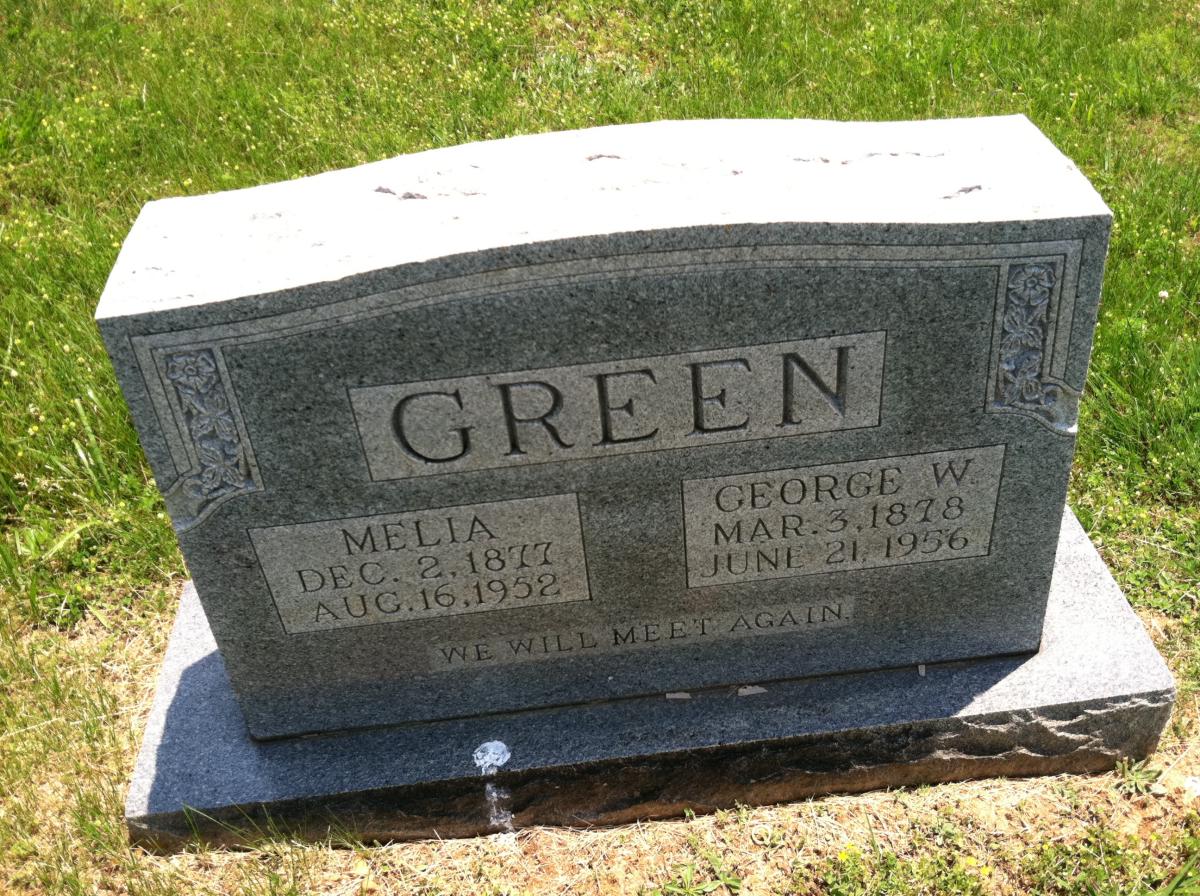 GREEN
MELIA
DEC. 2, 1877
AUG. 16, 1952
GEORGE W.
MAR. 3, 1878
JUNE 21, 1956
WE WILL MEET AGAIN.